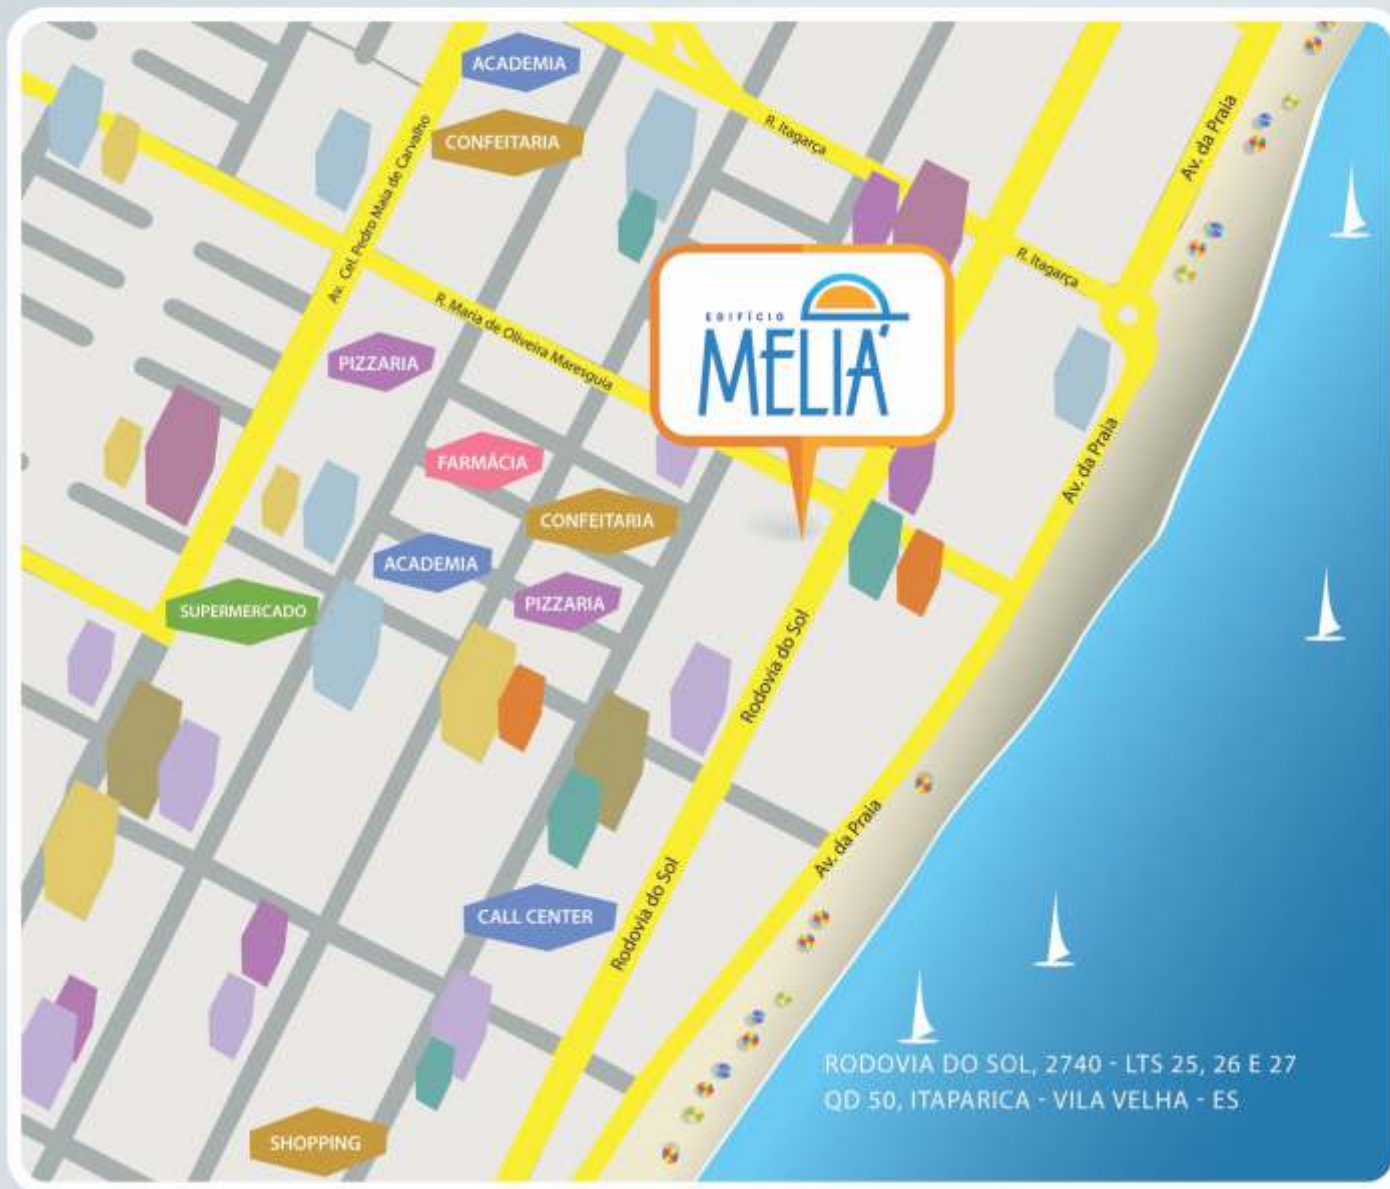 ACADEMIA
CONFEITARIA
Av. Cel. Pedro Maia de Carvalho
R. Itagarça
Av. da Praia
R. Itagarça
EDIFÍCIO
MELIÁ
R. Maria de Oliveira Maresguia
PIZZARIA
FARMÁCIA
Av. da Praia
CONFEITARIA
ACADEMIA
PIZZARIA
SUPERMERCADO
Rodovia do Sol
Av. da Praia
CALL CENTER
Rodovia do Sol
RODOVIA DO SOL, 2740 - LTS 25, 26 E 27
QD 50, ITAPARICA - VILA VELHA - ES
SHOPPING